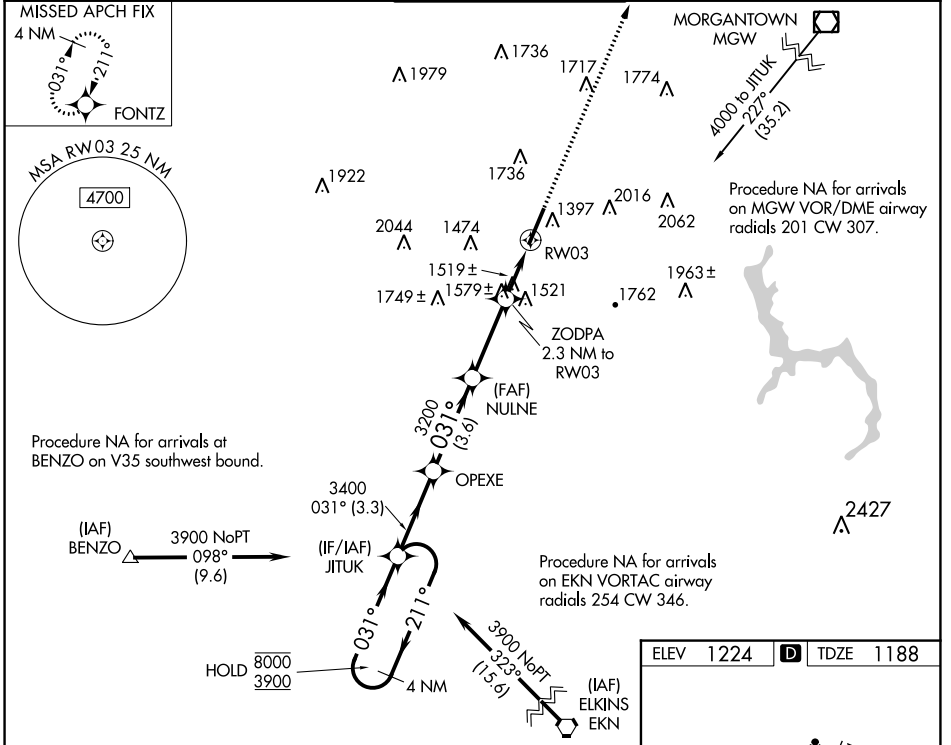 MISSED APCH FIX
4 NM
031°
211°
FONTZ
MSA RW03 25 NM
4700
1979
1736
1717
1774
MORGANTOWN
MGW
4000 to JITUK
227°
(35.2)
1922
1736
2016
2062
Procedure NA for arrivals
on MGW VOR/DME airway
radials 201 CW 307.
2044
1474
1397
RW03
1519±
1749±
1579±
1521
1762
1963±
ZODPA
2.3 NM to
RW03
(FAF)
NULNE
3200
031°
(3.6)
Procedure NA for arrivals at
BENZO on V35 southwest bound.
OPEXE
3400
031° (3.3)
2427
(IAF)
BENZO
3900 NoPT
098°
(9.6)
(IF/IAF)
JITUK
Procedure NA for arrivals
on EKN VORTAC airway
radials 254 CW 346.
031°
211°
HOLD
8000
3900
4 NM
3900 NoPT
323°
(15.6)
(IAF)
ELKINS
EKN
ELEV 1224 D TDZE 1188